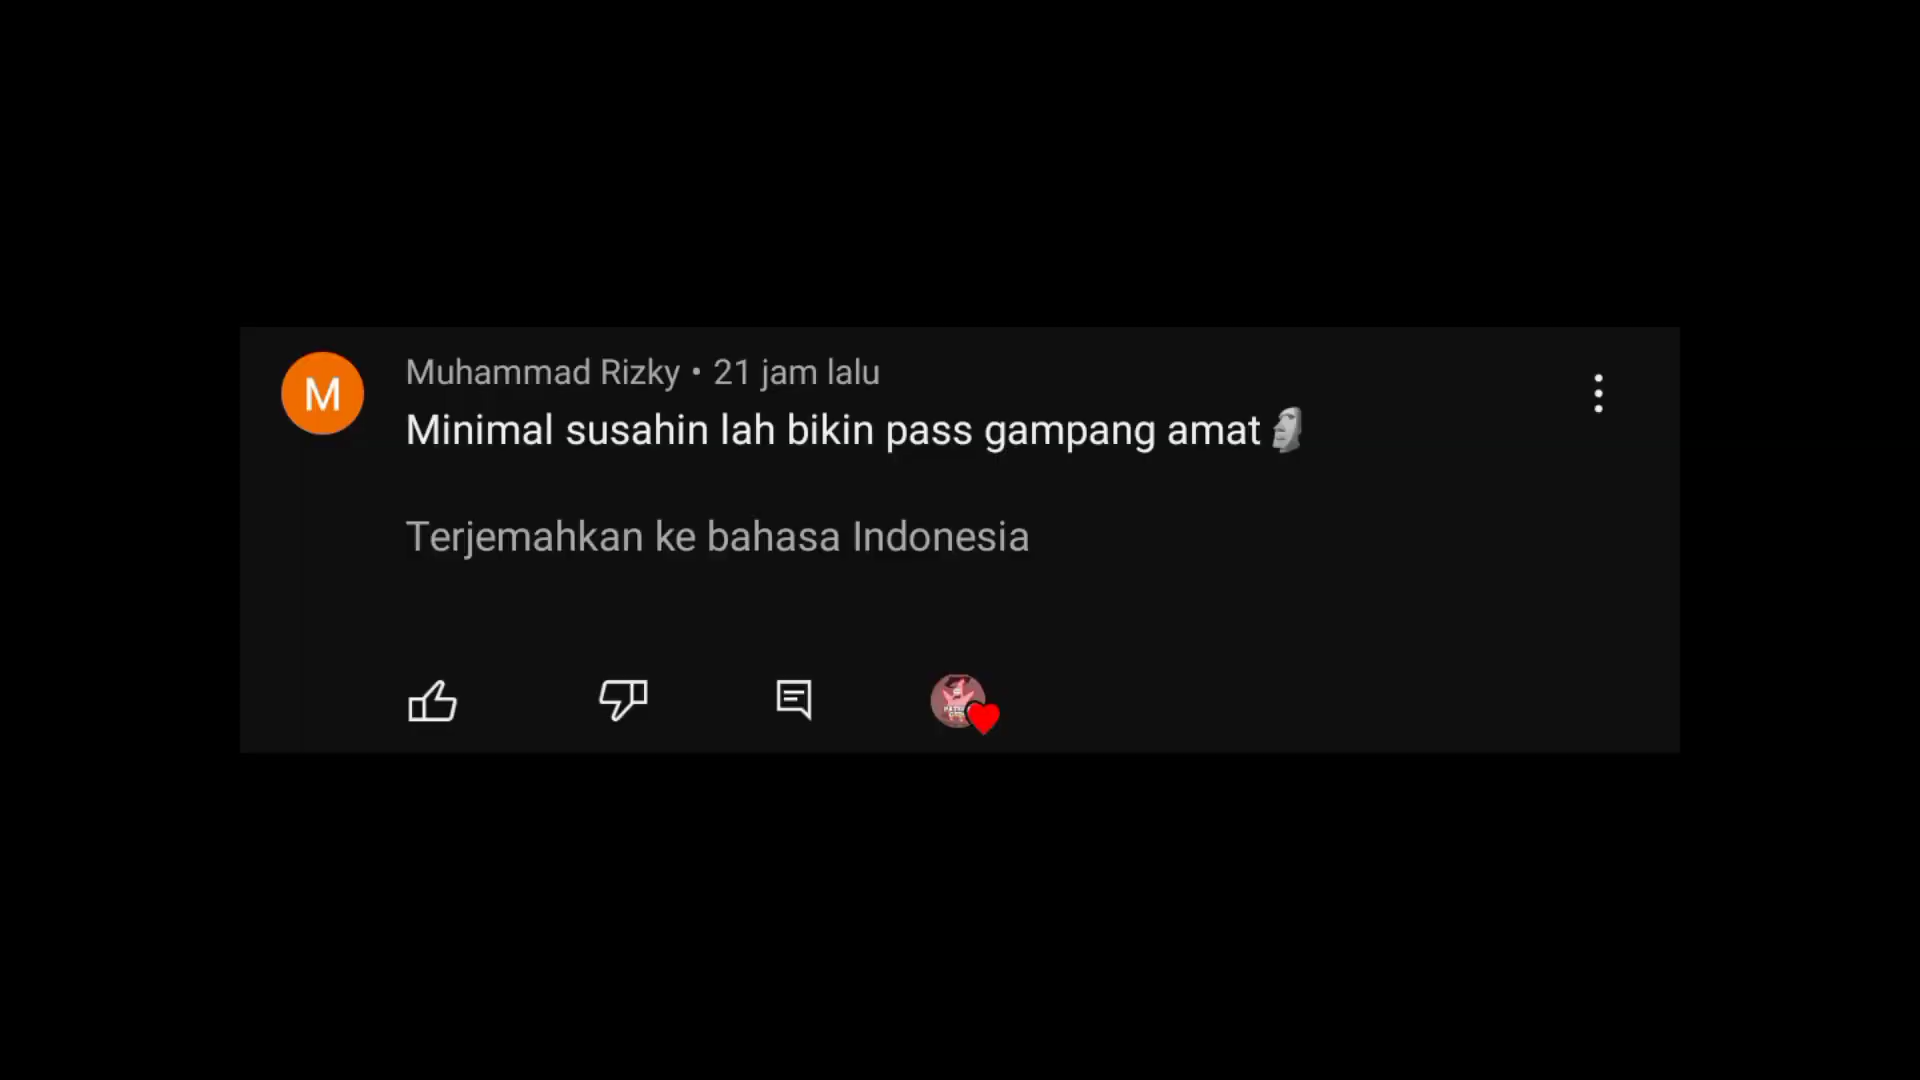 M
Muhammad Rizky • 21 jam lalu
Minimal susahin lah bikin pass gampang amat🗿
Terjemahkan ke bahasa Indonesia